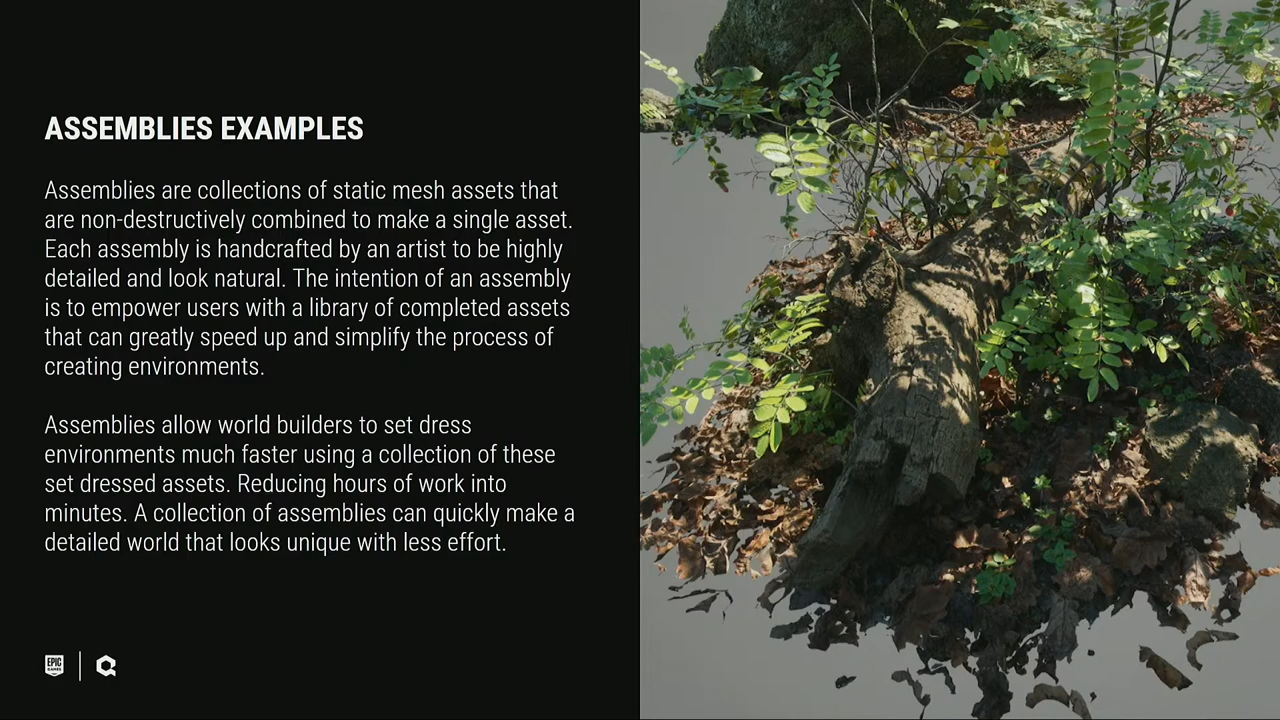 ASSEMBLIES EXAMPLES
Assemblies are collections of static mesh assets that
are non-destructively combined to make a single asset.
Each assembly is handcrafted by an artist to be highly
detailed and look natural. The intention of an assembly
is to empower users with a library of completed assets
that can greatly speed up and simplify the process of
creating environments.
Assemblies allow world builders to set dress
environments much faster using a collection of these
set dressed assets. Reducing hours of work into
minutes. A collection of assemblies can quickly make a
detailed world that looks unique with less effort.
EPIC
GAMES